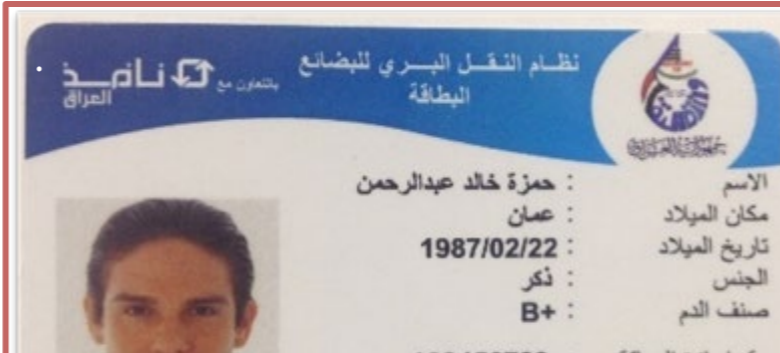 نظام النقل البري للبضائع
البطاقة
بالتعاون مع نافذ
العراق
الاسم : حمزة خالد عبدالرحمن
مكان الميلاد : عمان
تاريخ الميلاد : 1987/02/22
الجنس : ذكر
صنف الدم : B+